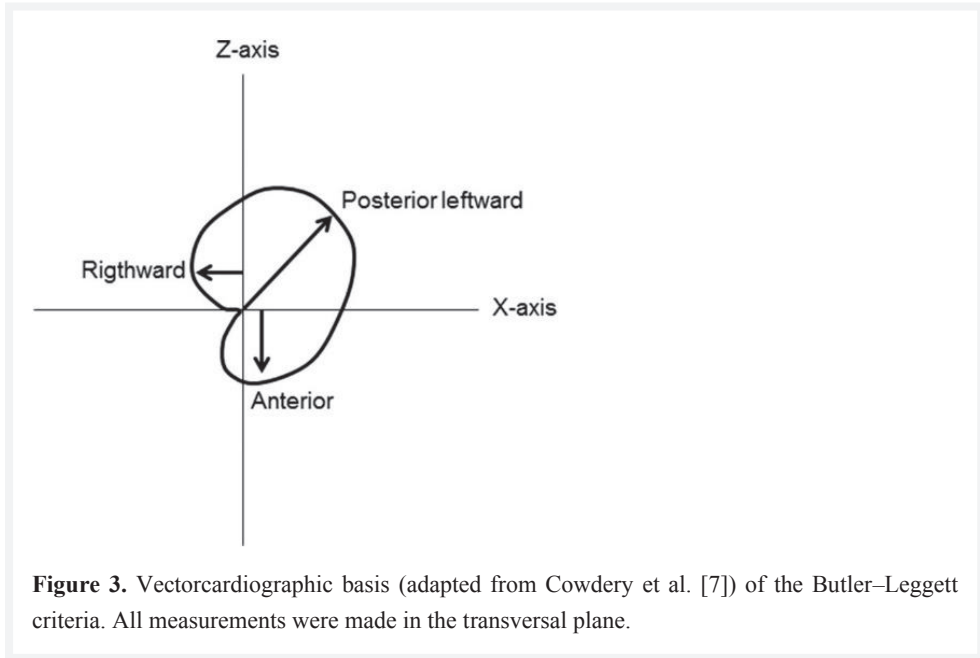 Z-axis
Posterior leftward
Rigthward
X-axis
Anterior
Figure 3. Vectorcardiographic basis (adapted from Cowdery et al. [7]) of the Butler–Leggett
criteria. All measurements were made in the transversal plane.